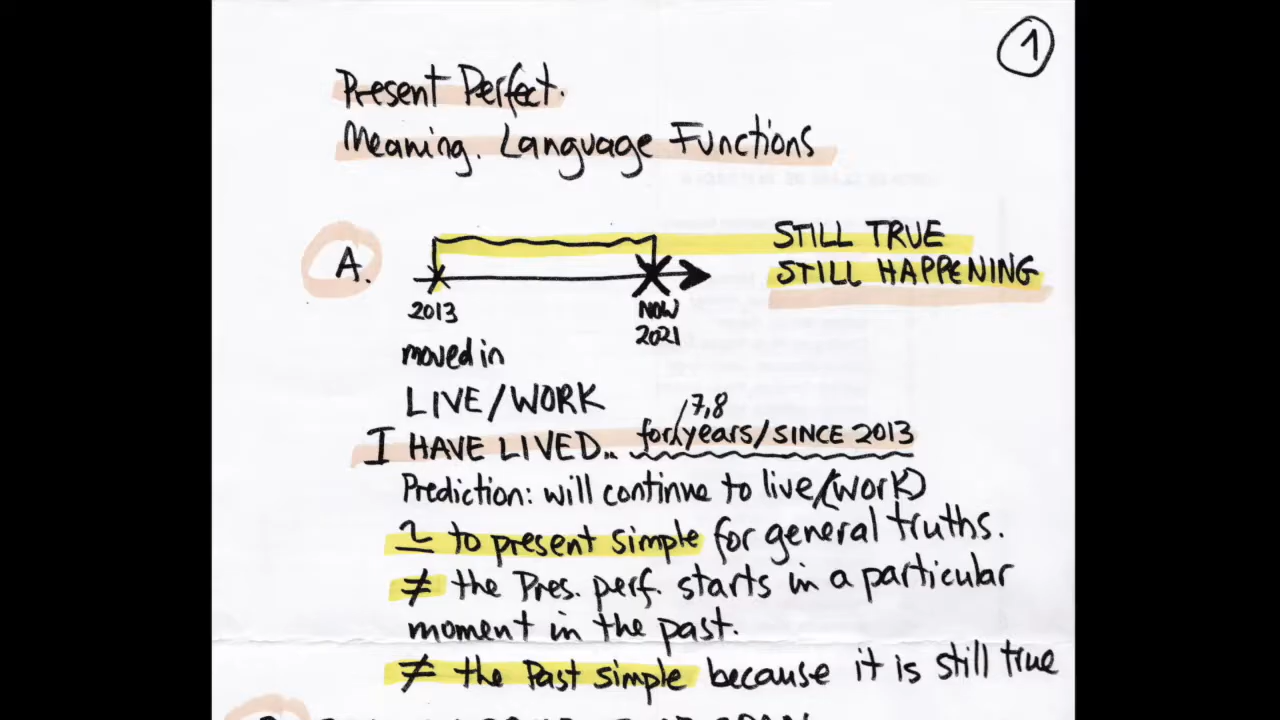 1
Present Perfect.
Meaning. Language Functions
A.
STILL TRUE
STILL HAPPENING
2013
NOW
2021
moved in
LIVE/WORK
7,8
I HAVE LIVED.. for years/SINCE 2013
Prediction: will continue to live/(work)
≃ to present simple for general truths.
≠ the Pres. perf. starts in a particular
moment in the past.
≠ the Past simple because it is still true